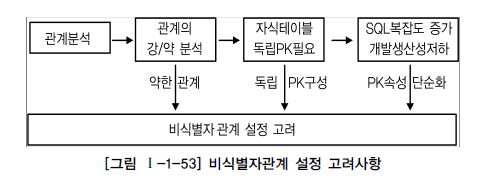 관계분석
관계의
강/약 분석
자식테이블
독립PK필요
SQL복잡도 증가
개발생산성저하
약한 관계
독립 PK구성
PK속성 단순화
비식별자 관계 설정 고려
[그림 Ⅰ-1-53] 비식별자관계 설정 고려사항